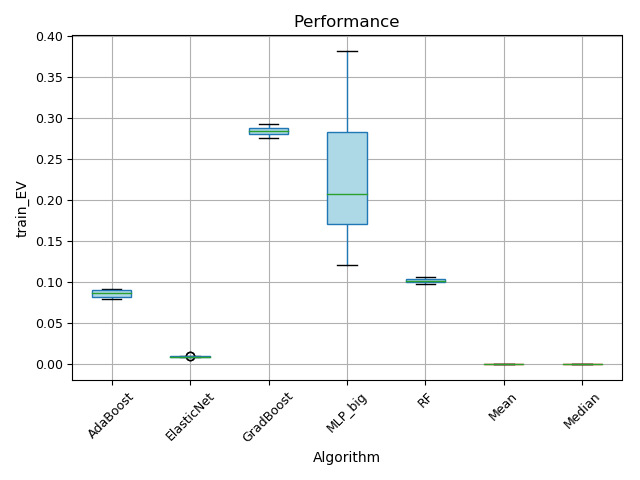 Performance
0.40
0.35
0.30
0.25
0.20
0.15
0.10
0.05
0.00
train_EV
AdaBoost
ElasticNet
GradBoost
MLP_big
RF
Mean
Median
Algorithm